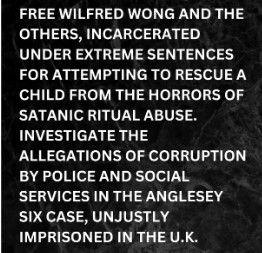 FREE WILFRED WONG AND THE
OTHERS, INCARCERATED
UNDER EXTREME SENTENCES
FOR ATTEMPTING TO RESCUE A
CHILD FROM THE HORRORS OF
SATANIC RITUAL ABUSE.
INVESTIGATE THE
ALLEGATIONS OF CORRUPTION
BY POLICE AND SOCIAL
SERVICES IN THE ANGLESEY
SIX CASE, UNJUSTLY
IMPRISONED IN THE U.K.